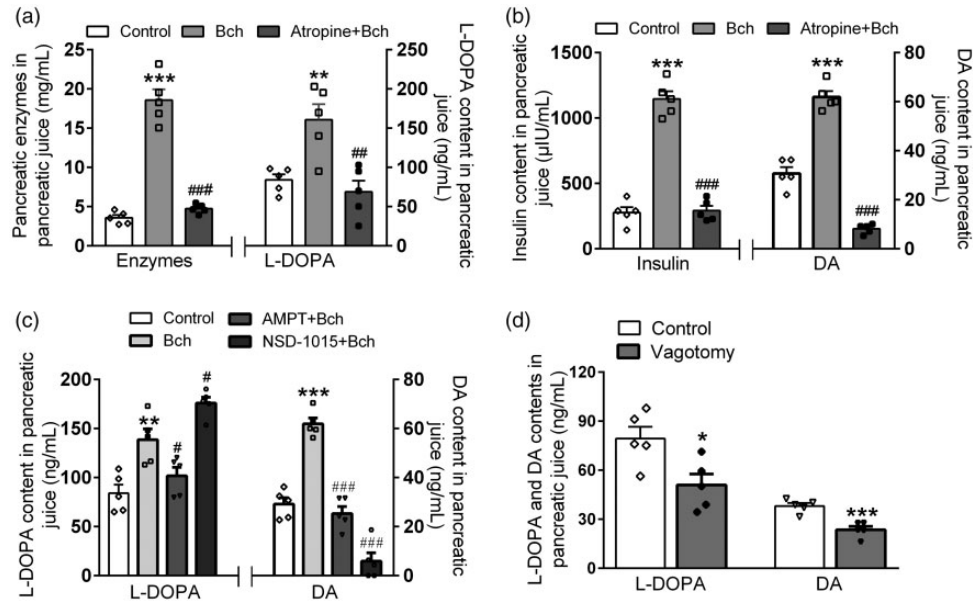 (a)
Control Bch Atropine+Bch
Pancreatic enzymes in
pancreatic juice (mg/mL)
25
20
15
10
5
0
***
###
**
##
250
200
150
100
50
0
L-DOPA content in pancreatic
juice (ng/mL)
Enzymes L-DOPA
(b)
Control Bch Atropine+Bch
Insulin content in pancreatic
juice (µIU/mL)
1500
1000
500
0
***
###
***
###
80
60
40
20
0
DA content in pancreatic
juice (ng/mL)
Insulin DA
(c)
Control AMPT+Bch
Bch NSD-1015+Bch
L-DOPA content in pancreatic
juice (ng/mL)
200
150
100
50
0
**
#
#
***
###
###
80
60
40
20
0
DA content in pancreatic
juice (ng/mL)
L-DOPA DA
(d)
Control
Vagotomy
L-DOPA and DA contents in
pancreatic juice (ng/mL)
120
90
60
30
0
*
***
L-DOPA DA